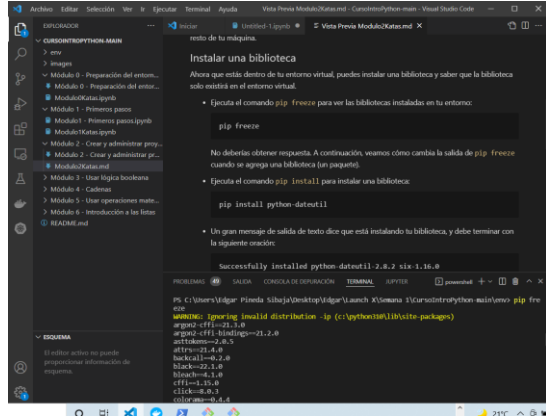 Archivo Editar Selección Ver Ir Ejecutar Terminal Ayuda Vista Previa Modulo2Katas.md - CursoIntroPython-main - Visual Studio Code
EXPLORADOR
Iniciar
Untitled-1.ipynb
Vista Previa Modulo2Katas.md
CURSOINTROPYTHON-MAIN
env
images
Módulo 0 - Preparación del entorn...
Módulo 0 - Preparación del entor...
Modulo0Katas.ipynb
Módulo 1 - Primeros pasos
Modulo1 - Primeros pasos.ipynb
Modulo1Katas.ipynb
Módulo 2 - Crear y administrar proy...
Módulo 2 - Crear y administrar pr...
Modulo2Katas.md
Módulo 3 - Usar lógica booleana
Módulo 4 - Cadenas
Módulo 5 - Usar operaciones mate...
Módulo 6 - Introducción a las listas
README.md
ESQUEMA
El editor activo no puede
proporcionar información de
esquema.
resto de tu máquina.
Instalar una biblioteca
Ahora que estás dentro de tu entorno virtual, puedes instalar una biblioteca y saber que la biblioteca
solo existirá en el entorno virtual.
• Ejecuta el comando pip freeze para ver las bibliotecas instaladas en tu entorno:
pip freeze
No deberías obtener respuesta. A continuación, veamos cómo cambia la salida de pip freeze
cuando se agrega una biblioteca (un paquete).
• Ejecuta el comando pip install para instalar una biblioteca:
pip install python-dateutil
• Un gran mensaje de salida de texto dice que está instalando tu biblioteca, y debe terminar con
la siguiente oración:
Successfully installed python-dateutil-2.8.2 six-1.16.0
PROBLEMAS 49 SALIDA CONSOLA DE DEPURACIÓN TERMINAL JUPYTER powershell
PS C:\Users\Edgar Pineda Sibaja\Desktop\Edgar\Launch X\Semana 1\CursoIntroPython-main\env> pip fre
eze
WARNING: Ignoring invalid distribution -ip (c:\python310\lib\site-packages)
argon2-cffi==21.3.0
argon2-cffi-bindings==21.2.0
asttokens==2.0.5
attrs==21.4.0
backcall==0.2.0
black==22.1.0
bleach==4.1.0
cffi==1.15.0
click==8.0.3
colorama==0.4.4
21°C